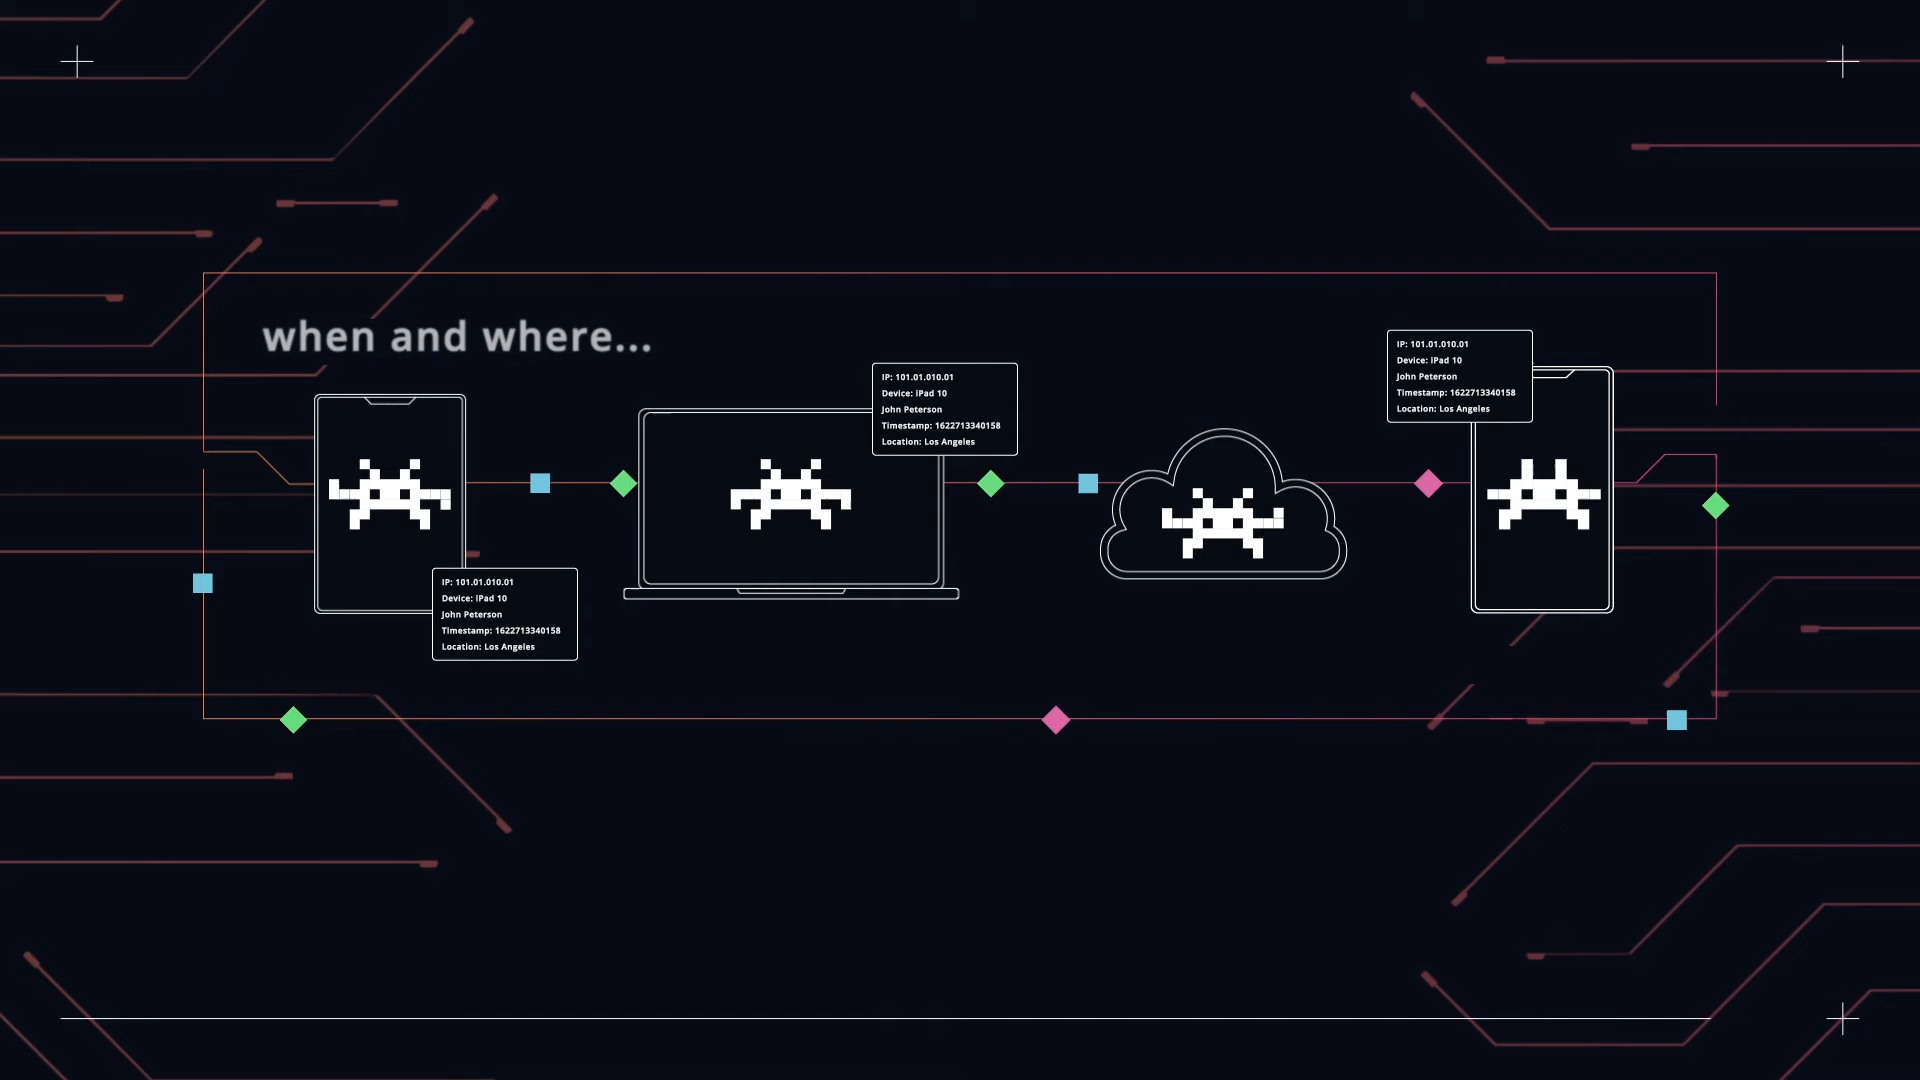 when and where...
IP: 101.01.010.01
Device: iPad 10
John Peterson
Timestamp: 1622713340158
Location: Los Angeles
IP: 101.01.010.01
Device: iPad 10
John Peterson
Timestamp: 1622713340158
Location: Los Angeles
IP: 101.01.010.01
Device: iPad 10
John Peterson
Timestamp: 1622713340158
Location: Los Angeles